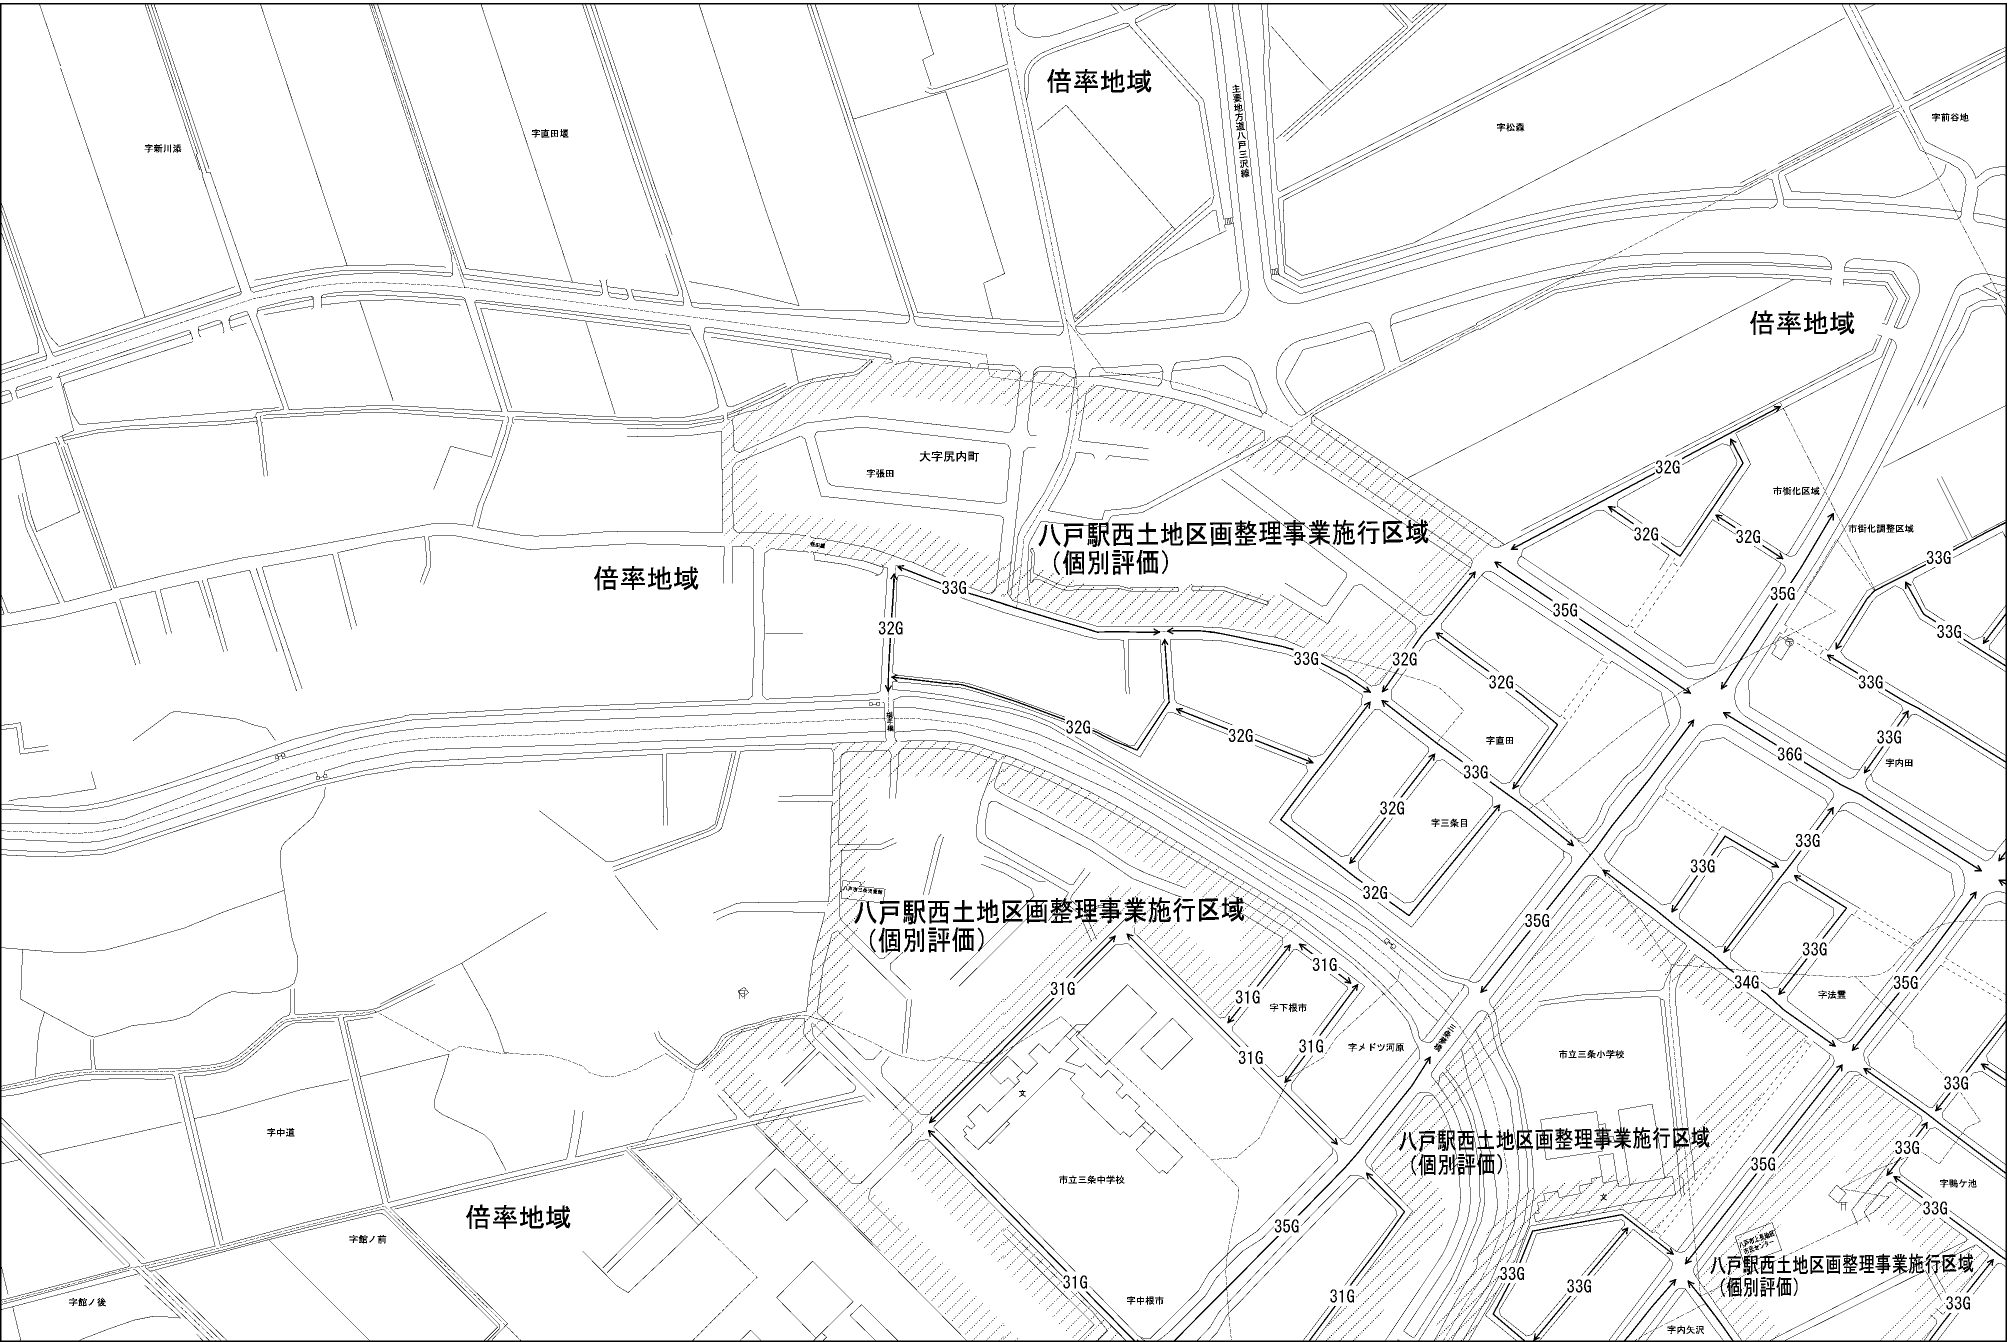 倍率地域
主要地方道八戸三沢線
字新川添
字直田堰
字松森
字前谷地
倍率地域
大字尻内町
字張田
32G
市街化区域
市街化調整区域
八戸駅西土地区画整理事業施行区域
（個別評価）
32G
32G
33G
倍率地域
33G
35G
35G
32G
33G
33G
32G
32G
33G
32G
32G
33G
字直田
33G
36G
字内田
33G
32G
字三条目
33G
33G
32G
八戸駅西土地区画整理事業施行区域
（個別評価）
35G
33G
31G
31G
31G
字下根市
34G
35G
字法霊
31G
31G
字メドツ河原
市立三条小学校
33G
文
字中道
八戸駅西土地区画整理事業施行区域
（個別評価）
33G
35G
市立三条中学校
字鴨ケ池
文
33G
倍率地域
35G
字館ノ前
八戸駅西土地区画整理事業施行区域
（個別評価）
33G
31G
33G
31G
字館ノ後
字中根市
33G
字内矢沢